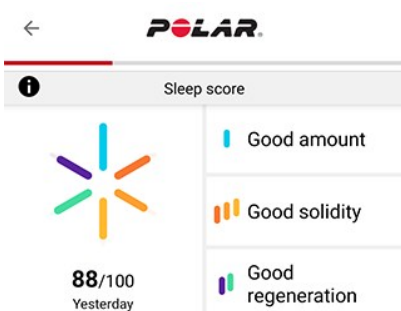 POLAR.
Sleep score
Good amount
Good solidity
88/100
Yesterday
Good
regeneration